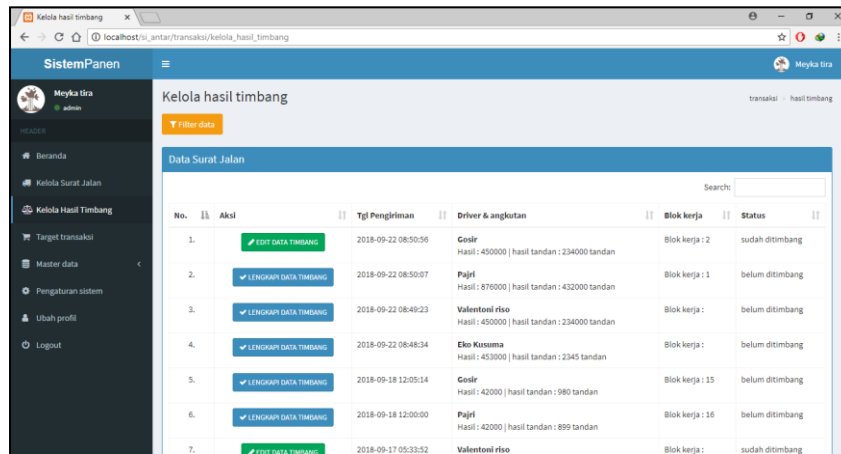 Kelola hasil timbang
localhost/si_antar/transaksi/kelola_hasil_timbang
SistemPanen
Meyka tira
Meyka tira
admin
HEADER
Beranda
Kelola Surat Jalan
Kelola Hasil Timbang
Target transaksi
Master data
Pengaturan sistem
Ubah profil
Logout
Kelola hasil timbang
transaksi > hasil timbang
Filter data
Data Surat Jalan
Search:
No. Aksi Tgl Pengiriman Driver & angkutan Blok kerja Status
1. EDIT DATA TIMBANG 2018-09-22 08:50:56 Gosir Blok kerja : 2 sudah ditimbang
Hasil : 450000 | hasil tandan : 234000 tandan
2. LENGKAPI DATA TIMBANG 2018-09-22 08:50:07 Pajri Blok kerja : 1 belum ditimbang
Hasil : 876000 | hasil tandan : 432000 tandan
3. LENGKAPI DATA TIMBANG 2018-09-22 08:49:23 Valentoni riso Blok kerja : belum ditimbang
Hasil : 450000 | hasil tandan : 234000 tandan
4. LENGKAPI DATA TIMBANG 2018-09-22 08:48:34 Eko Kusuma Blok kerja : belum ditimbang
Hasil : 453000 | hasil tandan : 2345 tandan
5. LENGKAPI DATA TIMBANG 2018-09-18 12:05:14 Gosir Blok kerja : 15 belum ditimbang
Hasil : 42000 | hasil tandan : 980 tandan
6. LENGKAPI DATA TIMBANG 2018-09-18 12:00:00 Pajri Blok kerja : 16 belum ditimbang
Hasil : 42000 | hasil tandan : 899 tandan
7. EDIT DATA TIMBANG 2018-09-17 05:33:52 Valentoni riso Blok kerja : sudah ditimbang